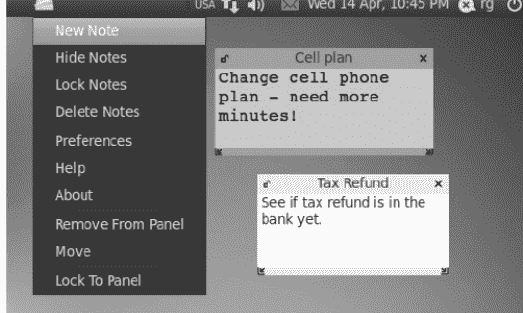 USA
Wed 14 Apr, 10:45 PM
rg
New Note
Hide Notes
Lock Notes
Delete Notes
Preferences
Help
About
Remove From Panel
Move
Lock To Panel
Cell plan
Change cell phone
plan – need more
minutes!
Tax Refund
See if tax refund is in the
bank yet.